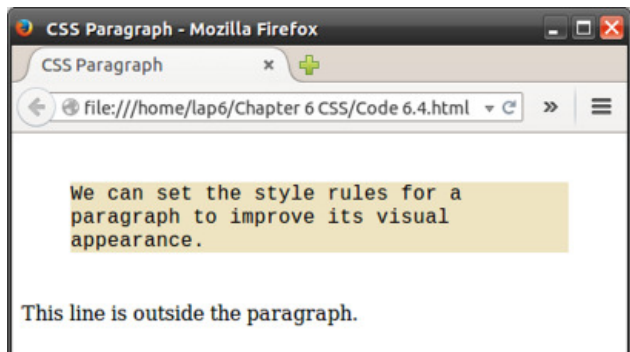 CSS Paragraph - Mozilla Firefox
CSS Paragraph
file:///home/lap6/Chapter 6 CSS/Code 6.4.html
We can set the style rules for a
paragraph to improve its visual
appearance.
This line is outside the paragraph.